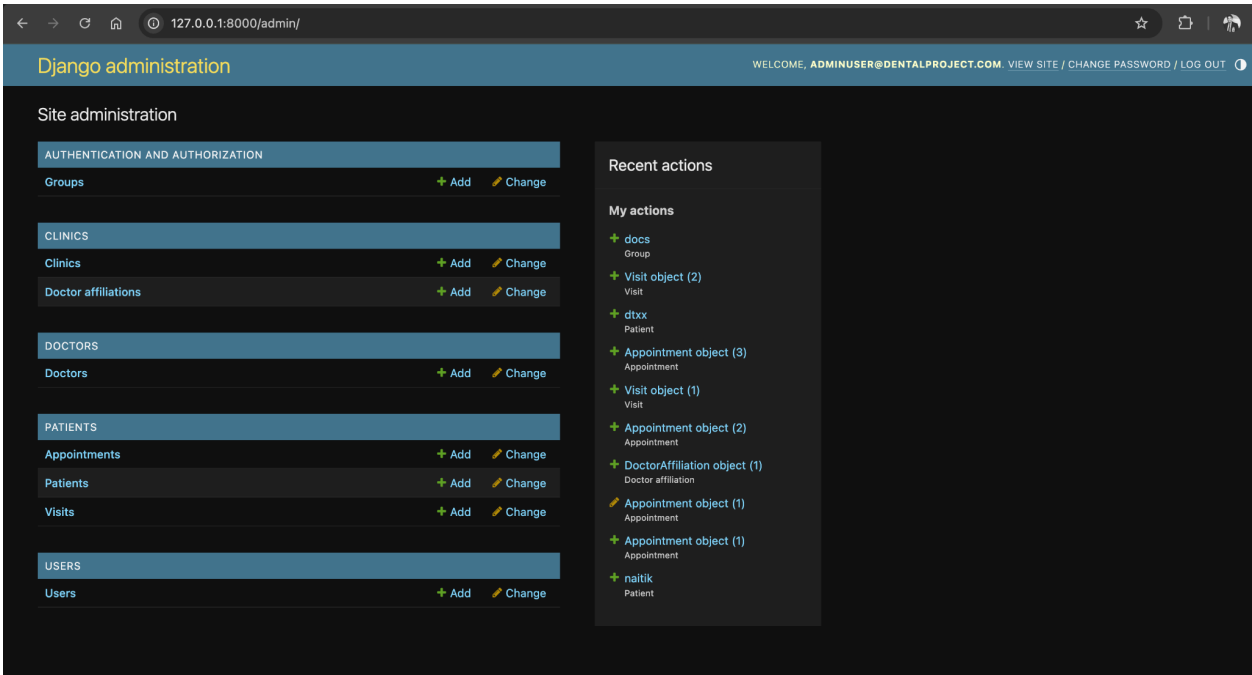 127.0.0.1:8000/admin/
Django administration
WELCOME, ADMINUSER@DENTALPROJECT.COM. VIEW SITE / CHANGE PASSWORD / LOG OUT
Site administration
AUTHENTICATION AND AUTHORIZATION
Groups + Add Change
CLINICS
Clinics + Add Change
Doctor affiliations + Add Change
DOCTORS
Doctors + Add Change
PATIENTS
Appointments + Add Change
Patients + Add Change
Visits + Add Change
USERS
Users + Add Change
Recent actions
My actions
+ docs
Group
+ Visit object (2)
Visit
+ dtxx
Patient
+ Appointment object (3)
Appointment
+ Visit object (1)
Visit
+ Appointment object (2)
Appointment
+ DoctorAffiliation object (1)
Doctor affiliation
Appointment object (1)
Appointment
+ Appointment object (1)
Appointment
+ naitik
Patient